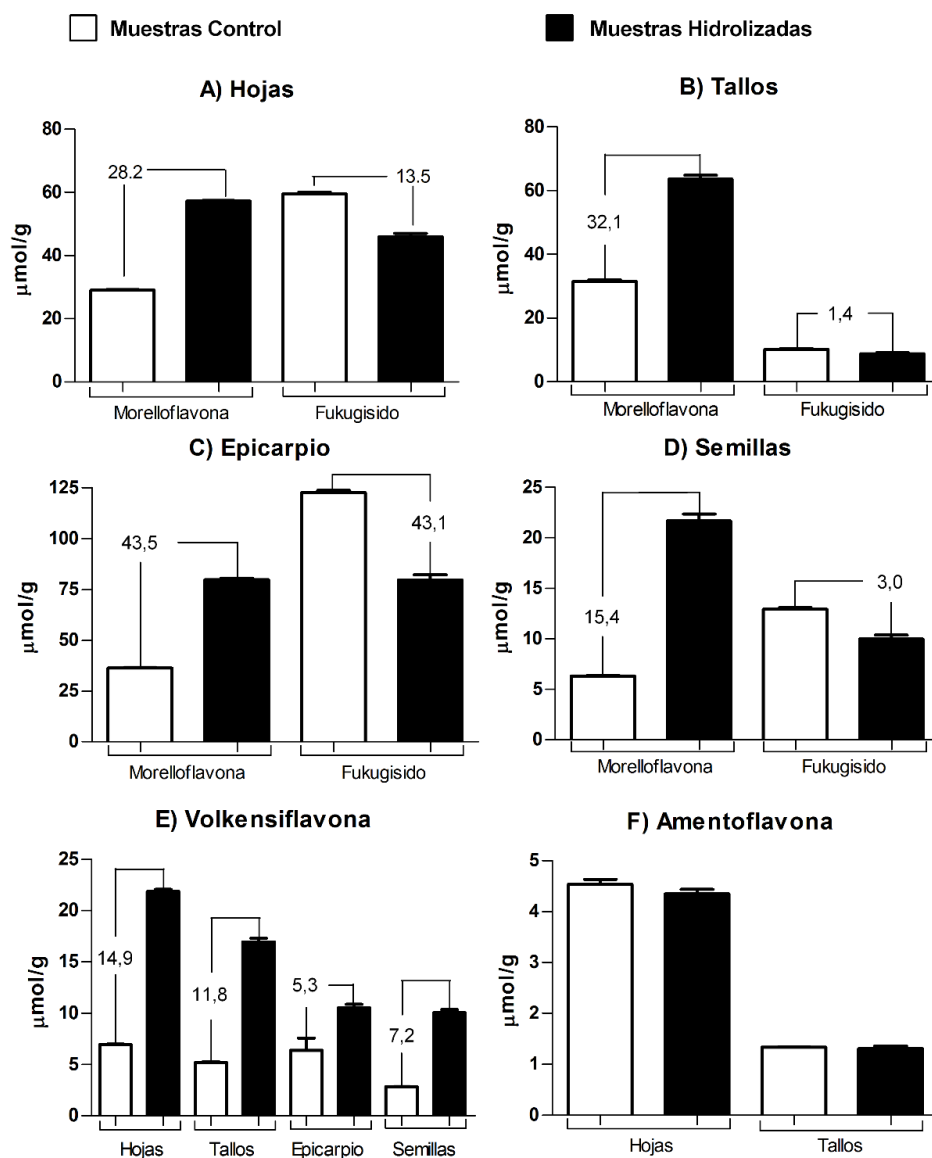 Muestras Control
Muestras Hidrolizadas
A) Hojas
µmol/g
80
60
40
20
0
28.2
13.5
Morelloflavona
Fukugisido
B) Tallos
µmol/g
80
60
40
20
0
32,1
1,4
Morelloflavona
Fukugisido
C) Epicarpio
µmol/g
125
100
75
50
25
0
43,5
43,1
Morelloflavona
Fukugisido
D) Semillas
µmol/g
25
20
15
10
5
0
15,4
3,0
Morelloflavona
Fukugisido
E) Volkensiflavona
µmol/g
25
20
15
10
5
0
14,9
11,8
5,3
7,2
Hojas
Tallos
Epicarpio
Semillas
F) Amentoflavona
µmol/g
5
4
3
2
1
0
Hojas
Tallos